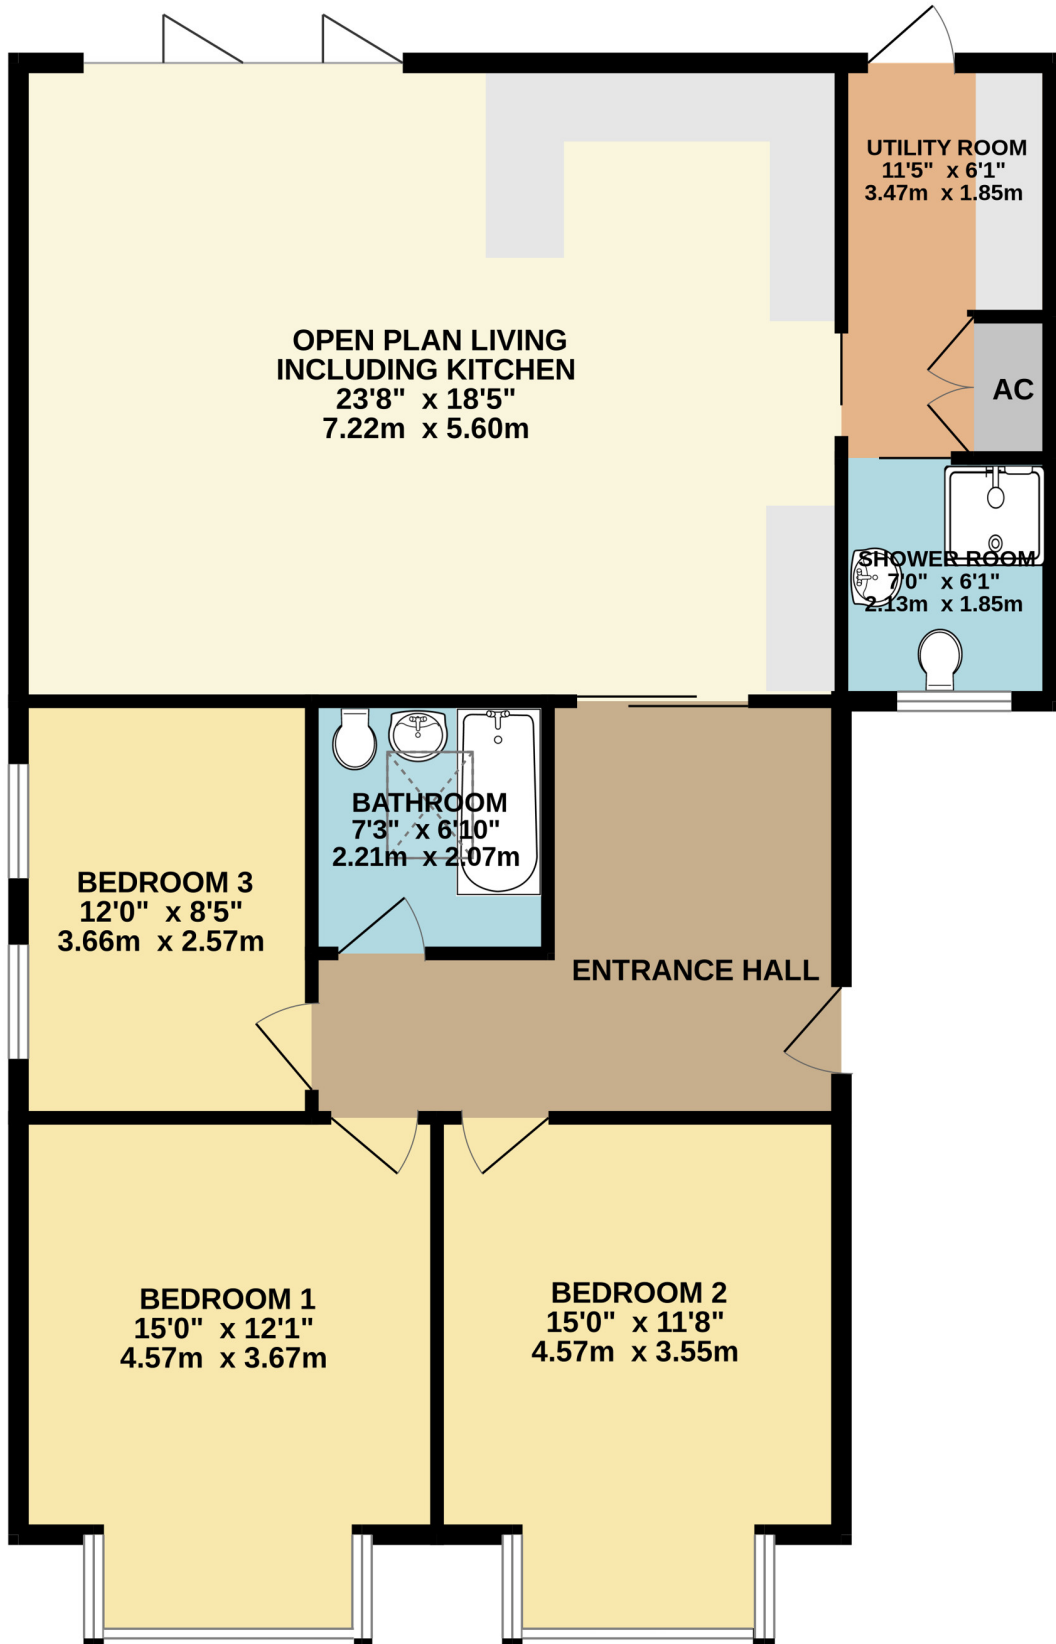 UTILITY ROOM
11'5" x 6'1"
3.47m x 1.85m
OPEN PLAN LIVING
INCLUDING KITCHEN
23'8" x 18'5"
7.22m x 5.60m
AC
SHOWER ROOM
7'0" x 6'1"
2.13m x 1.85m
BATHROOM
7'3" x 6'10"
2.21m x 2.07m
BEDROOM 3
12'0" x 8'5"
3.66m x 2.57m
ENTRANCE HALL
BEDROOM 1
15'0" x 12'1"
4.57m x 3.67m
BEDROOM 2
15'0" x 11'8"
4.57m x 3.55m